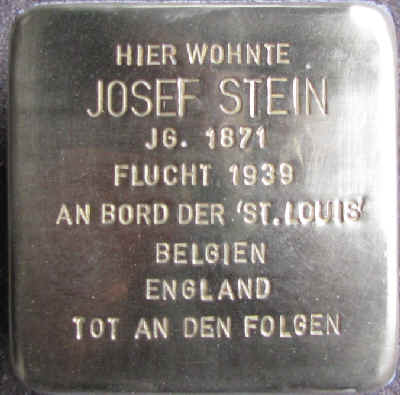 HIER WOHNTE
JOSEF STEIN
JG. 1871
FLUCHT 1939
AN BORD DER 'ST. LOUIS'
BELGIEN
ENGLAND
TOT AN DEN FOLGEN